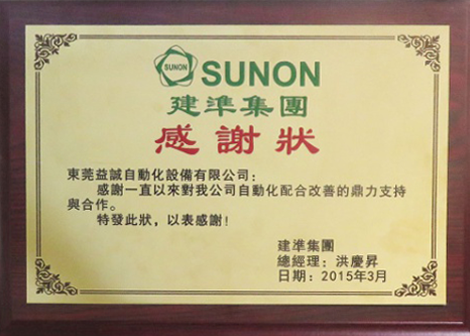 SUNON SUNON
建準集團
感謝狀
東莞益誠自動化設備有限公司:
感謝一直以來對我公司自動化配合改善的鼎力支持
與合作。
特發此狀,以表感謝!
建準集團
總經理:洪慶昇
日期:2015年3月